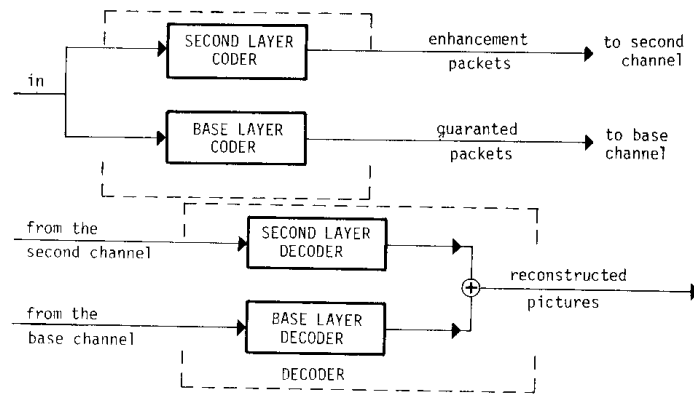 SECOND LAYER
CODER
enhancement
packets
to second
channel
in
BASE LAYER
CODER
guaranted
packets
to base
channel
from the
second channel
SECOND LAYER
DECODER
reconstructed
pictures
from the
base channel
BASE LAYER
DECODER
DECODER